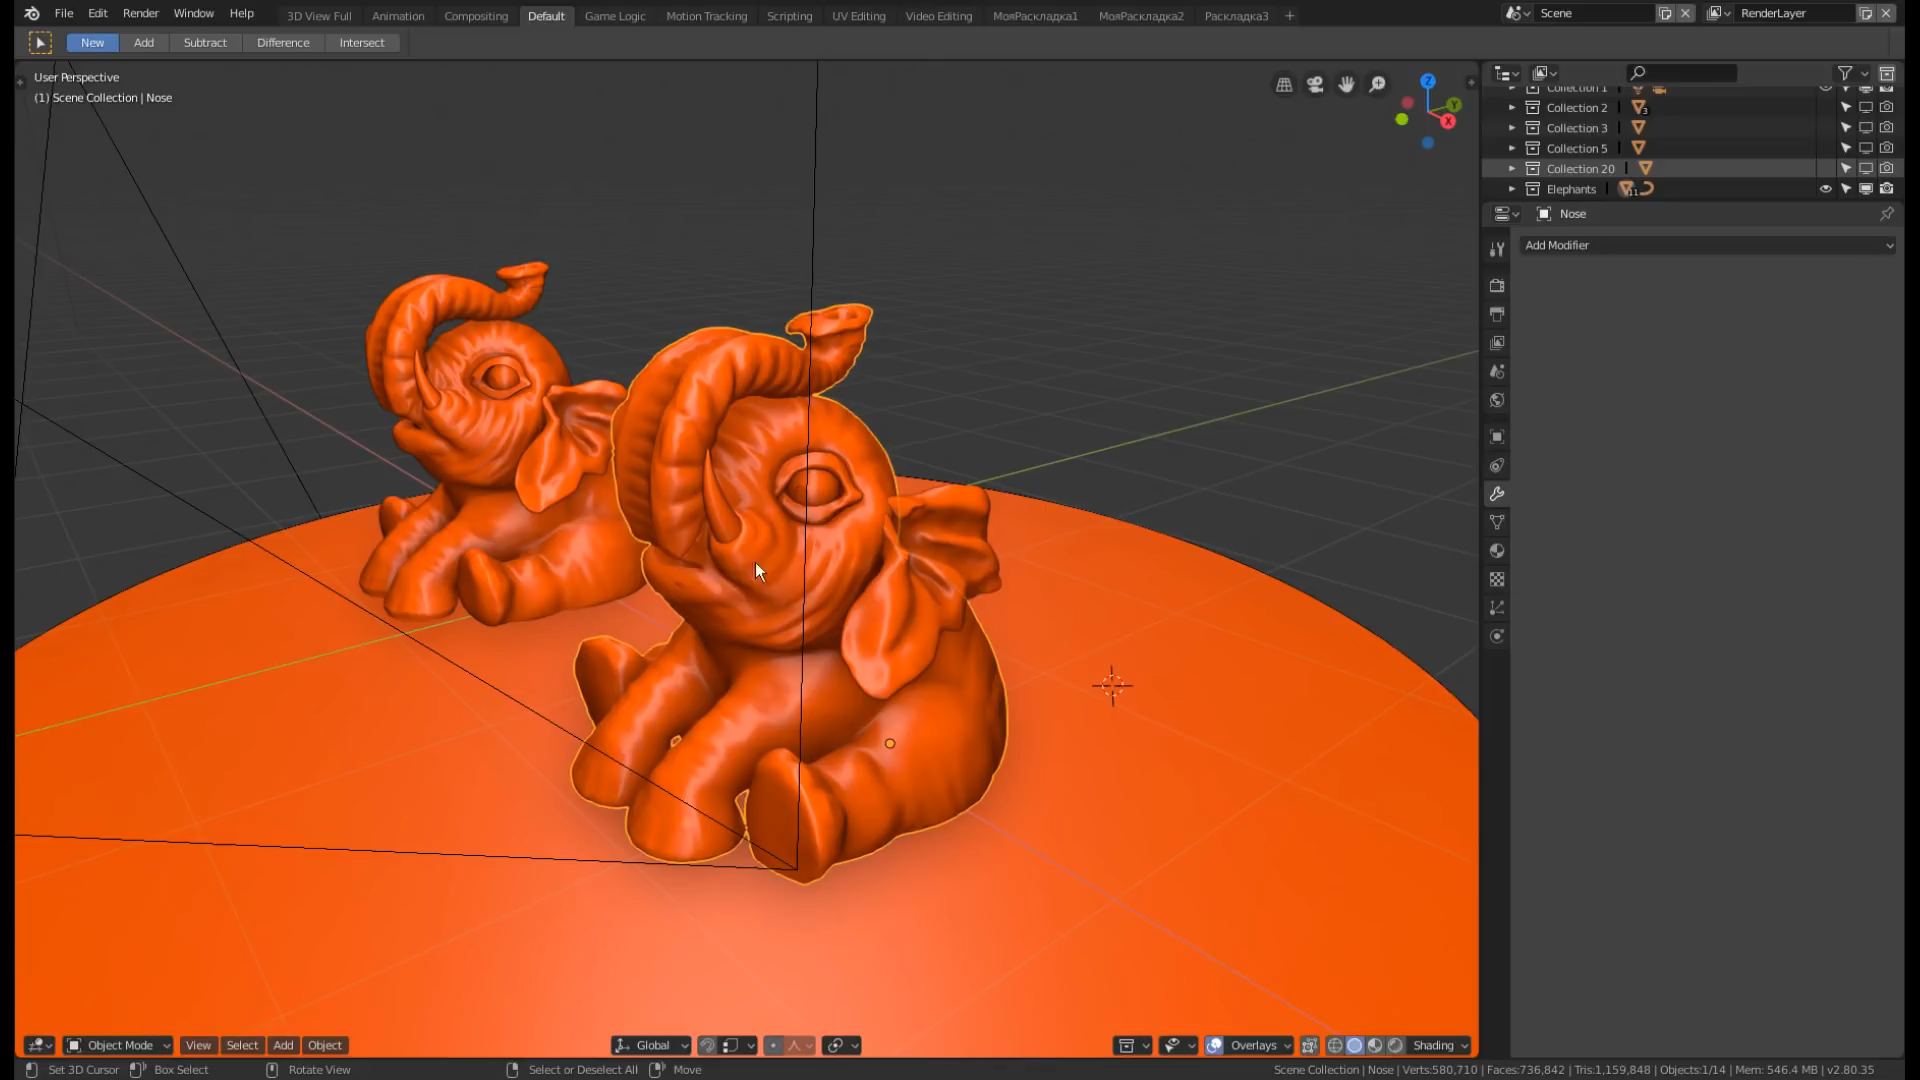 File Edit Render Window Help 3D View Full Animation Compositing Default Game Logic Motion Tracking Scripting UV Editing Video Editing МояРаскладка1 МояРаскладка2 Раскладка3 + Scene RenderLayer
New Add Subtract Difference Intersect
User Perspective
(1) Scene Collection | Nose
Z
Y
X
Collection 1
Collection 2 3
Collection 3
Collection 5
Collection 20
Elephants 11
Nose
Add Modifier
Object Mode View Select Add Object Global Overlays Shading
Set 3D Cursor Box Select Rotate View Select or Deselect All Move Scene Collection | Nose | Verts:580,710 | Faces:736,842 | Tris:1,159,848 | Objects:1/14 | Mem: 546.4 MB | v2.80.35